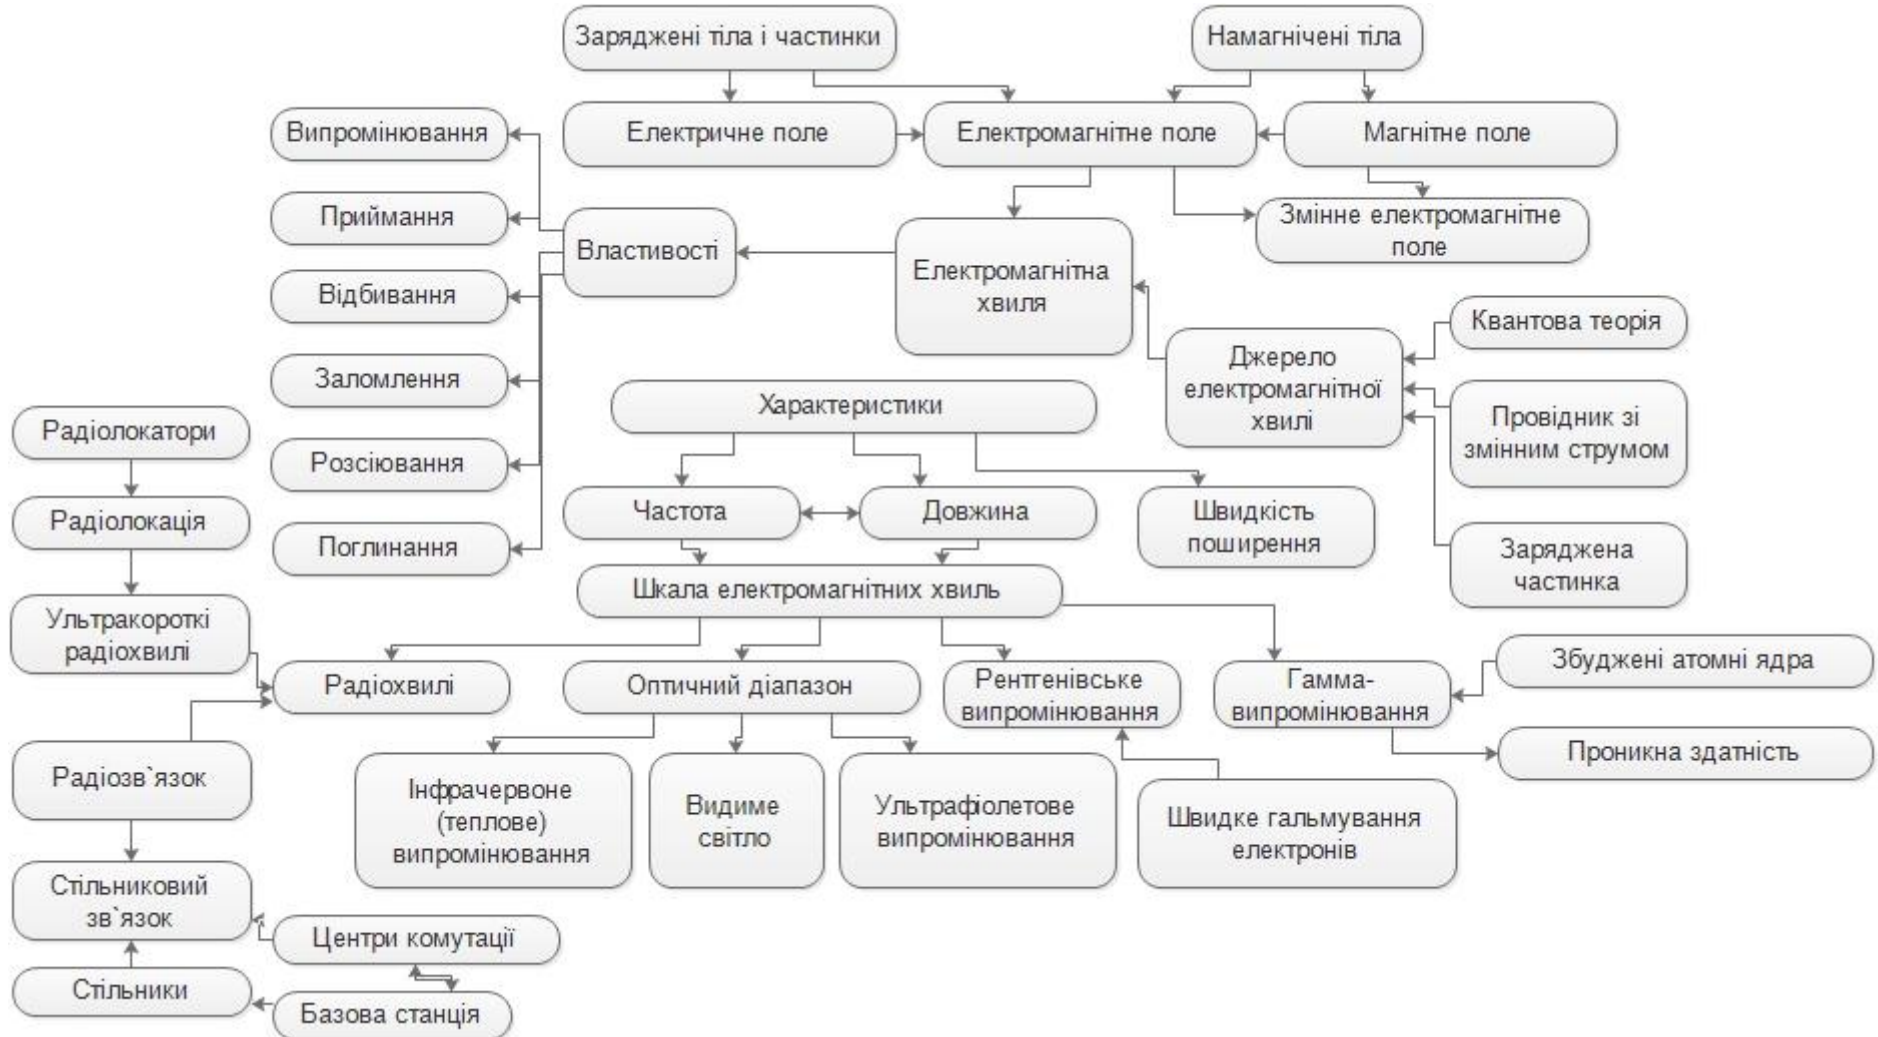 Заряджені тіла і частинки
Намагнічені тіла
Випромінювання
Електричне поле
Електромагнітне поле
Магнітне поле
Приймання
Властивості
Змінне електромагнітне
поле
Електромагнітна
хвиля
Відбивання
Квантова теорія
Джерело
електромагнітної
хвилі
Заломлення
Характеристики
Провідник зі
змінним струмом
Радіолокатори
Розсіювання
Радіолокація
Частота
Довжина
Швидкість
поширення
Поглинання
Заряджена
частинка
Шкала електромагнітних хвиль
Ультракороткі
радіохвилі
Радіохвилі
Оптичний діапазон
Рентгенівське
випромінювання
Гамма-
випромінювання
Збуджені атомні ядра
Проникна здатність
Радіозв`язок
Інфрачервоне
(теплове)
випромінювання
Видиме
світло
Ультрафіолетове
випромінювання
Швидке гальмування
електронів
Стільниковий
зв`язок
Центри комутації
Стільники
Базова станція